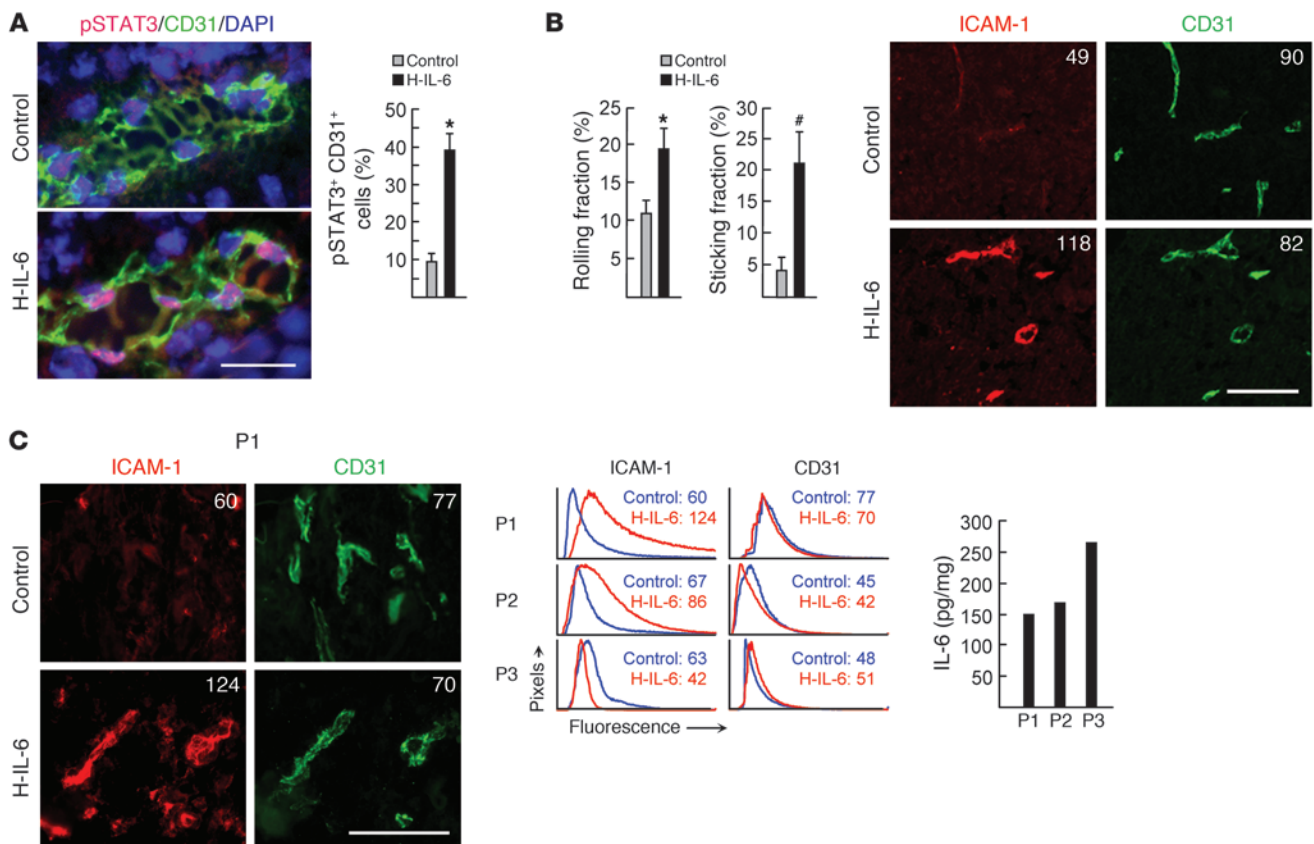 A
pSTAT3/CD31/DAPI
Control
H-IL-6
Control
H-IL-6
pSTAT3+ CD31+
cells (%)
50
45
40
35
30
25
20
15
10
*
B
Control
H-IL-6
Rolling fraction (%)
25
20
15
10
5
*
Sticking fraction (%)
30
25
20
15
10
5
#
ICAM-1
CD31
Control
49
90
H-IL-6
118
82
C
P1
ICAM-1
CD31
Control
60
77
H-IL-6
124
70
ICAM-1
CD31
P1
Control: 60
H-IL-6: 124
Control: 77
H-IL-6: 70
P2
Control: 67
H-IL-6: 86
Control: 45
H-IL-6: 42
P3
Control: 63
H-IL-6: 42
Control: 48
H-IL-6: 51
Pixels →
Fluorescence →
IL-6 (pg/mg)
300
250
200
150
100
50
P1 P2 P3